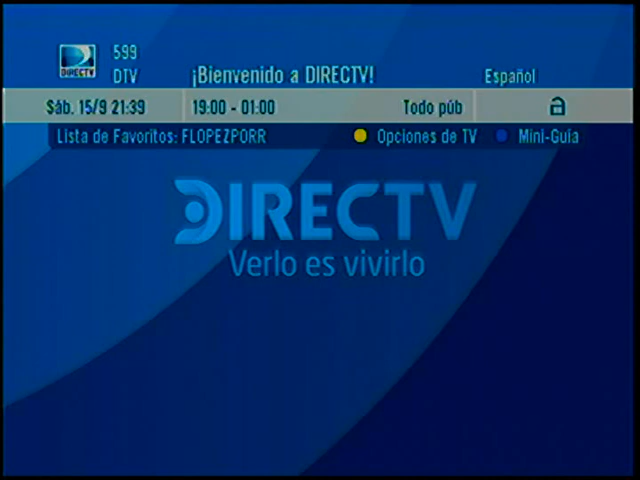 599
DIRECTV DTV ¡Bienvenido a DIRECTV! Español
Sáb. 15/9 21:39 19:00 - 01:00 Todo púb
Lista de Favoritos: FLOPEZPORR Opciones de TV Mini-Guía
DIRECTV
Verlo es vivirlo